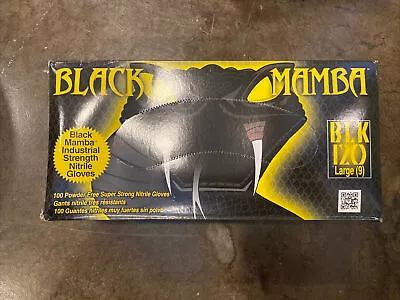 BLACK MAMBA
Black
Mamba
Industrial
Strength
Nitrile
Gloves
BLK
120
Large (9)
100 Powder Free Super Strong Nitrile Gloves
Gants nitrile très résistants
100 Guantes Nitriles muy fuertes sin polvo